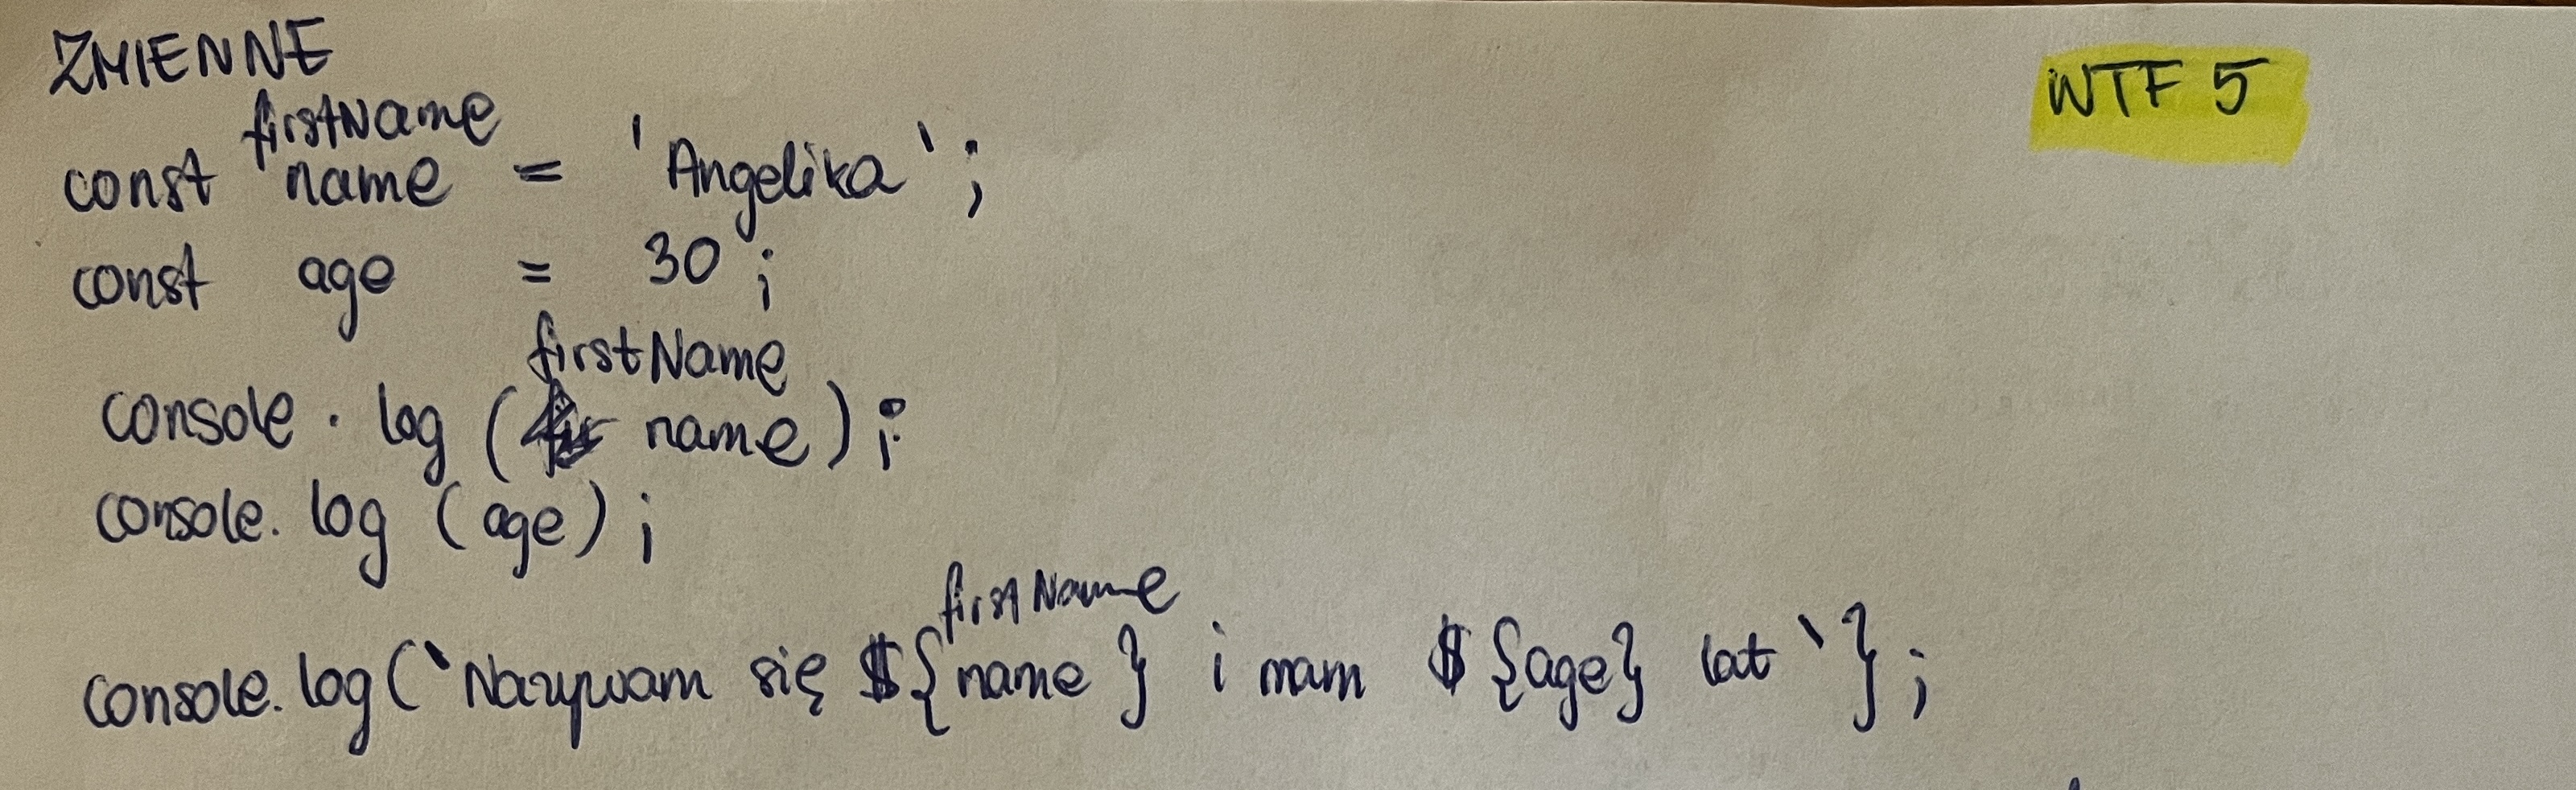 ZMIENNE
WTF 5
firstName
const name = 'Angelika';
const age = 30;
firstName
console.log ( name);
console.log (age);
firstName
console.log(`Nazywam się ${name} i mam ${age} lat`};